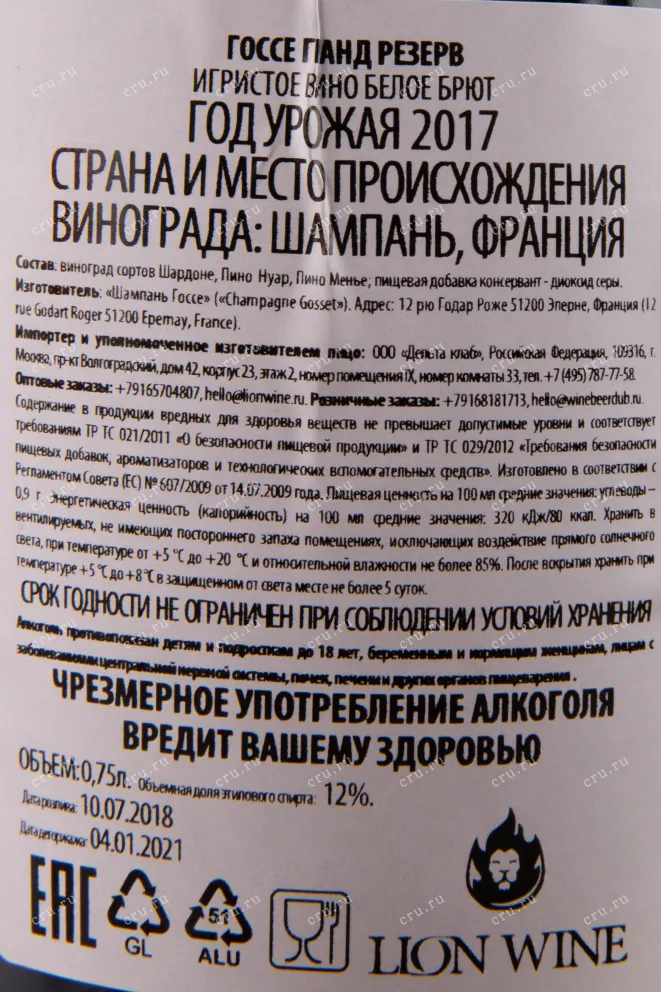 ГОССЕ ГРАНД РЕЗЕРВ
ИГРИСТОЕ ВИНО БЕЛОЕ БРЮТ
ГОД УРОЖАЯ 2017
СТРАНА И МЕСТО ПРОИСХОЖДЕНИЯ
ВИНОГРАДА: ШАМПАНЬ, ФРАНЦИЯ
Состав: виноград сортов Шардоне, Пино Нуар, Пино Менье; пищевая добавка консервант - диоксид серы.
Изготовитель: «Шампань Госсе» («Champagne Gosset»). Адрес: 12 рю Годар Роже 51200 Эперне, Франция (12
rue Godart Roger 51200 Epernay, France).
Импортер и уполномоченное изготовителем лицо: ООО «Дельта клаб», Российская Федерация, 109316, г.
Москва, пр-кт Волгоградский, дом 42, корпус 23, этаж 2, номер помещения IX, номер комнаты 33, тел. +7 (495) 787-77-58.
Оптовые заказы: +79165704807, hello@lionwine.ru. Розничные заказы: +79168181713, hello@winebeerclub.ru.
Содержание в продукции вредных для здоровья веществ не превышает допустимые уровни и соответствует
требованиям ТР ТС 021/2011 «О безопасности пищевой продукции» и ТР ТС 029/2012 «Требования безопасности
пищевых добавок, ароматизаторов и технологических вспомогательных средств». Изготовлено в соответствии с
Регламентом Совета (ЕС) № 607/2009 от 14.07.2009 года. Пищевая ценность на 100 мл средние значения: углеводы –
0,9 г. Энергетическая ценность (калорийность) на 100 мл средние значения: 320 кДж/80 ккал. Хранить в
вентилируемых, не имеющих постороннего запаха помещениях, исключающих воздействие прямого солнечного
света, при температуре от +5 °C до +20 °C и относительной влажности не более 85%. После вскрытия хранить при
температуре +5 °C до +8 °C в защищенном от света месте не более 5 суток.
СРОК ГОДНОСТИ НЕ ОГРАНИЧЕН ПРИ СОБЛЮДЕНИИ УСЛОВИЙ ХРАНЕНИЯ
Алкоголь противопоказан детям и подросткам до 18 лет, беременным и кормящим женщинам, лицам с
заболеваниями центральной нервной системы, почек, печени и других органов пищеварения.
ЧРЕЗМЕРНОЕ УПОТРЕБЛЕНИЕ АЛКОГОЛЯ
ВРЕДИТ ВАШЕМУ ЗДОРОВЬЮ
ОБЪЕМ: 0,75л. Объемная доля этилового спирта: 12%.
Дата розлива: 10.07.2018
Дата дегоржажа: 04.01.2021
EAC
GL
51
ALU
LION WINE
cru.ru